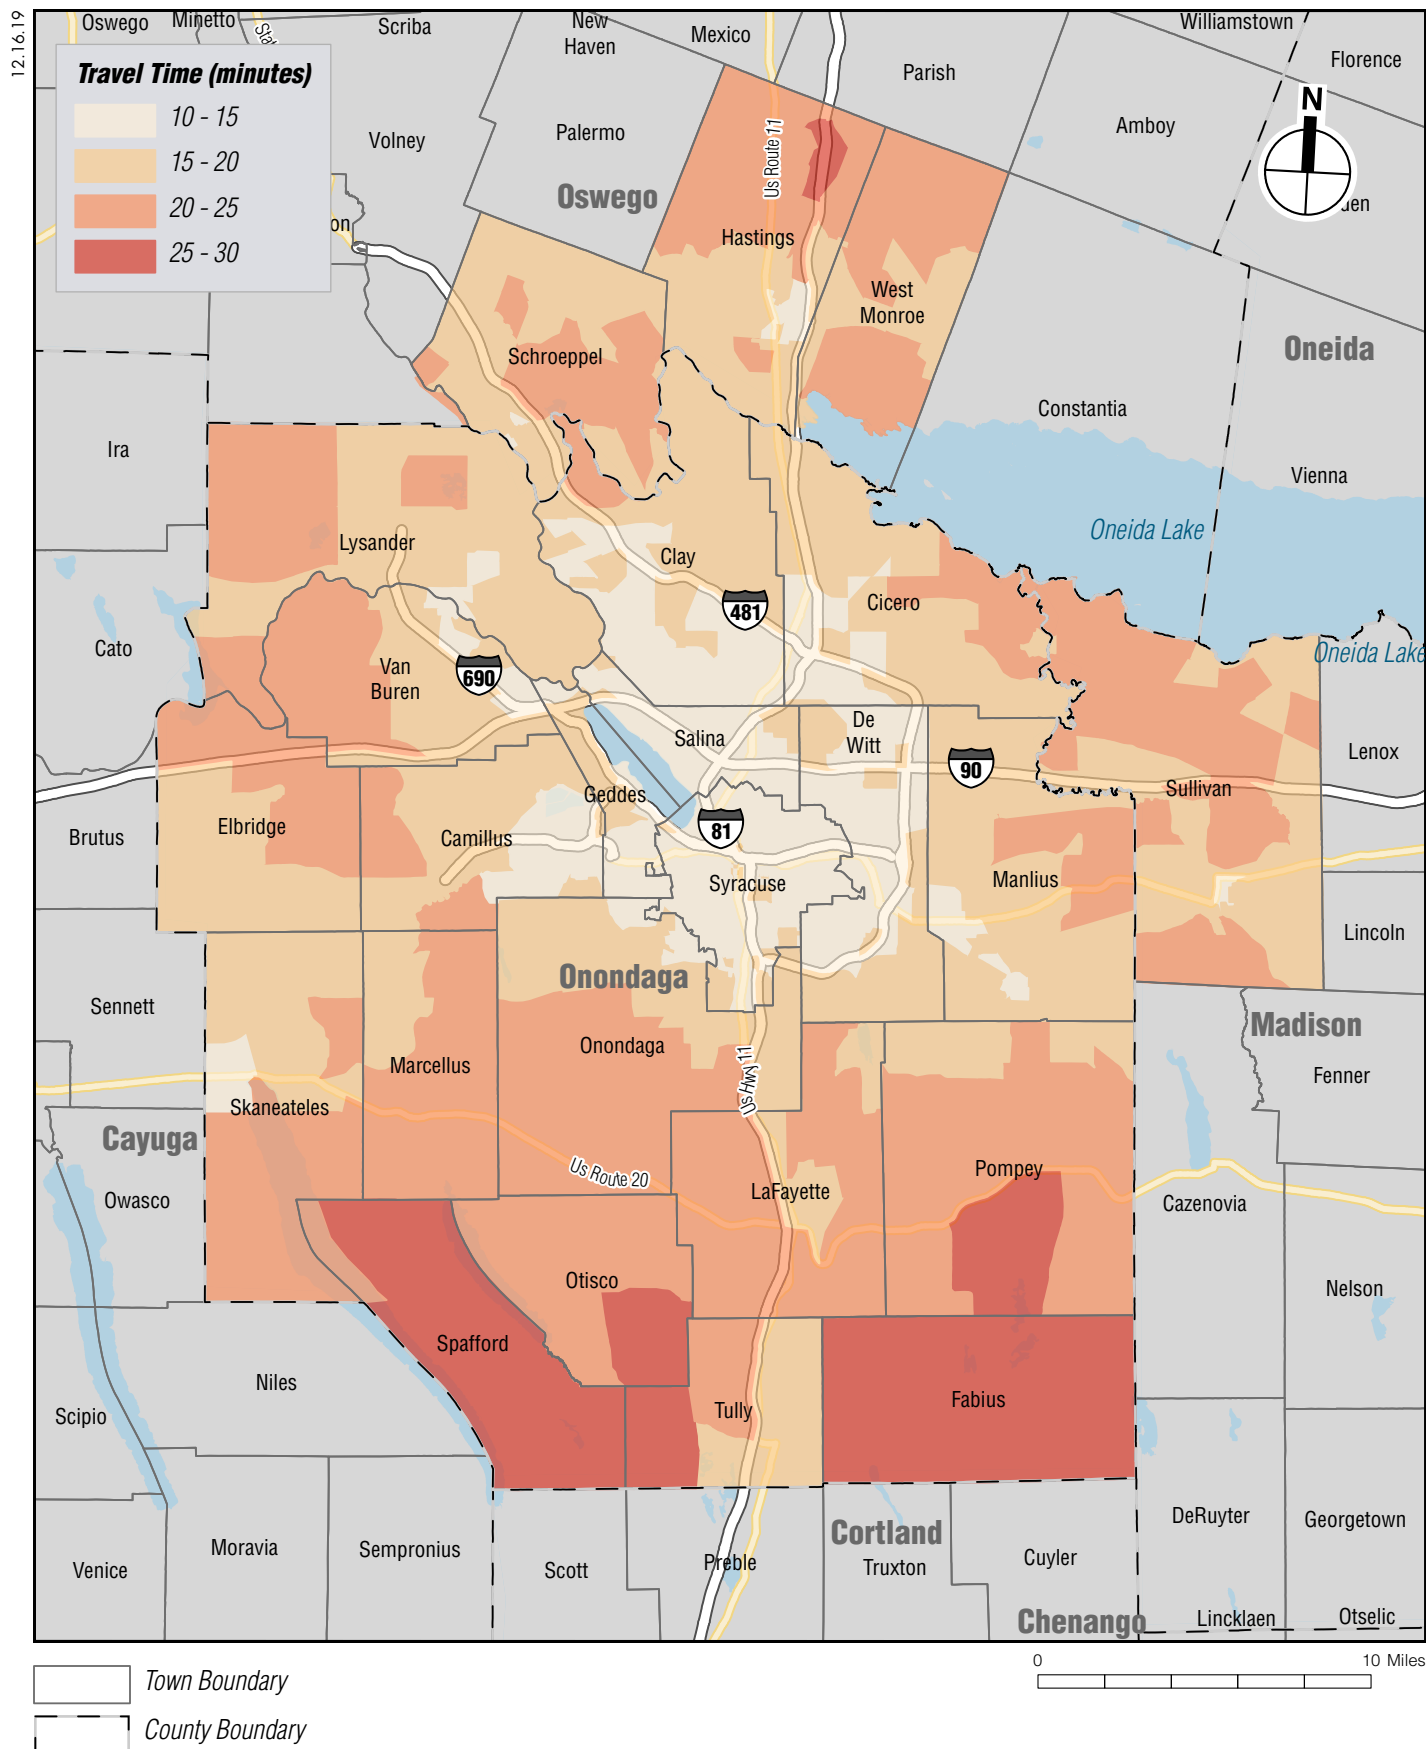 12.16.19
Oswego
Minetto
Scriba
New
Haven
Mexico
Williamstown
Florence
Parish
Travel Time (minutes)
10 - 15
15 - 20
20 - 25
25 - 30
N
Volney
Palermo
Amboy
Us Route 11
Oswego
Hastings
West
Monroe
Schroeppel
Oneida
Constantia
Ira
Vienna
Oneida Lake
Lysander
Clay
481
Cicero
Cato
Van
Buren
690
Oneida Lake
De
Witt
Salina
90
Lenox
Sullivan
Geddes
Brutus
Elbridge
Camillus
81
Syracuse
Manlius
Lincoln
Onondaga
Sennett
Madison
Onondaga
Marcellus
Us Hwy 11
Fenner
Skaneateles
Cayuga
Us Route 20
Pompey
LaFayette
Owasco
Cazenovia
Otisco
Nelson
Spafford
Niles
Fabius
Scipio
Tully
DeRuyter
Georgetown
Cortland
Moravia
Sempronius
Cuyler
Venice
Scott
Preble
Truxton
Chenango
Lincklaen
Otselic
0
10 Miles
Town Boundary
County Boundary